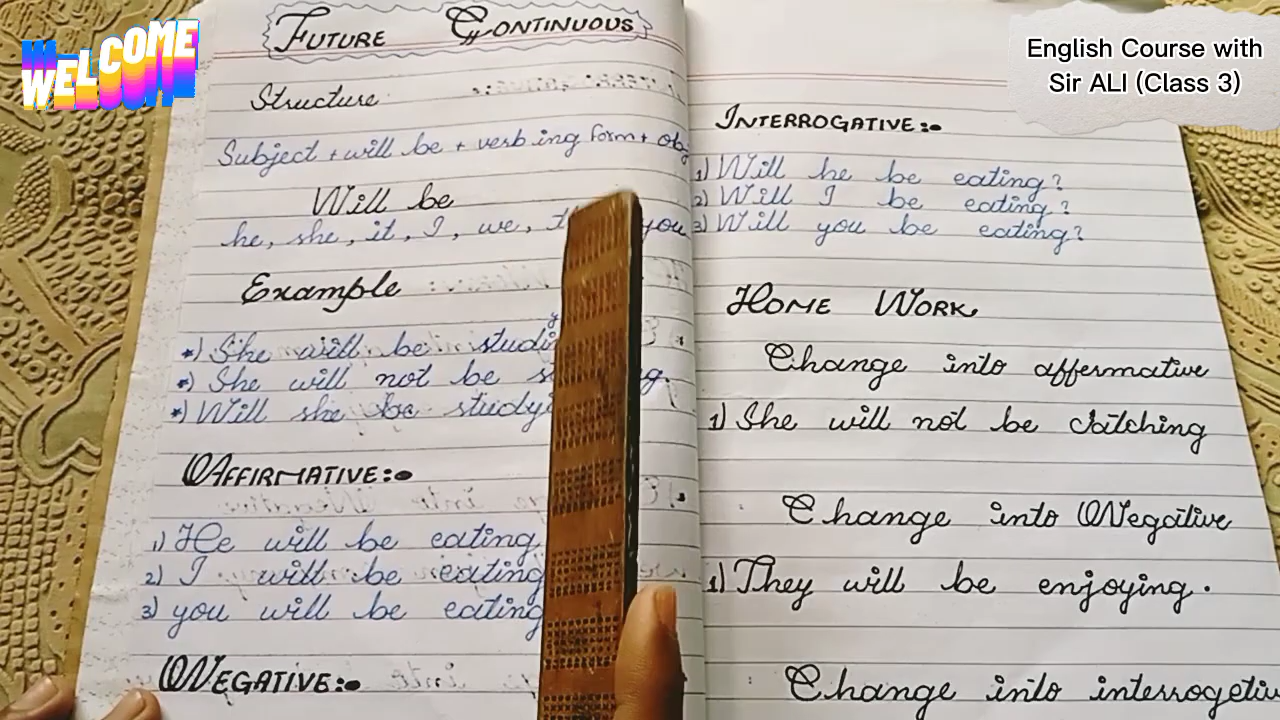 WELCOME
English Course with
Sir ALI (Class 3)
FUTURE CONTINUOUS
Structure
Subject + will be + verb ing form + obj
Will be
he, she, it, I, we, you
Example
*) She will be
*) She will not be
*) Will she be
AFFIRMATIVE:-
1) He will be eating
2) I will be eating
3) you will be eating
NEGATIVE:-
INTERROGATIVE:-
1) Will he be eating?
2) Will I be eating?
3) Will you be eating?
HOME WORK
Change into affermative
1) She will not be Catching
Change into Negative
1) They will be enjoying.
Change into interrogetiv